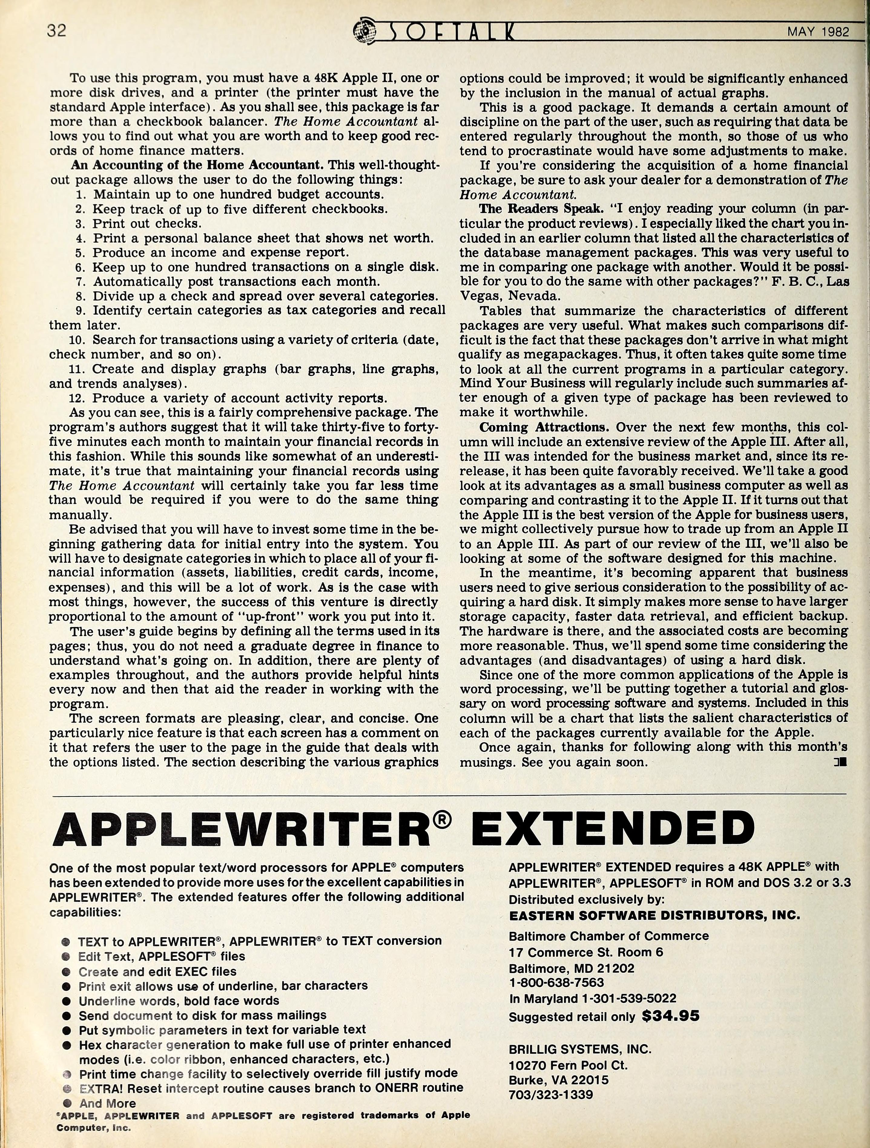 32
SOFTALK
MAY 1982
To use this program, you must have a 48K Apple II, one or
more disk drives, and a printer (the printer must have the
standard Apple interface). As you shall see, this package is far
more than a checkbook balancer. The Home Accountant al-
lows you to find out what you are worth and to keep good rec-
ords of home finance matters.
An Accounting of the Home Accountant. This well-thought-
out package allows the user to do the following things:
1. Maintain up to one hundred budget accounts.
2. Keep track of up to five different checkbooks.
3. Print out checks.
4. Print a personal balance sheet that shows net worth.
5. Produce an income and expense report.
6. Keep up to one hundred transactions on a single disk.
7. Automatically post transactions each month.
8. Divide up a check and spread over several categories.
9. Identify certain categories as tax categories and recall
them later.
10. Search for transactions using a variety of criteria (date,
check number, and so on).
11. Create and display graphs (bar graphs, line graphs,
and trends analyses).
12. Produce a variety of account activity reports.
As you can see, this is a fairly comprehensive package. The
program's authors suggest that it will take thirty-five to forty-
five minutes each month to maintain your financial records in
this fashion. While this sounds like somewhat of an underesti-
mate, it's true that maintaining your financial records using
The Home Accountant will certainly take you far less time
than would be required if you were to do the same thing
manually.
Be advised that you will have to invest some time in the be-
ginning gathering data for initial entry into the system. You
will have to designate categories in which to place all of your fi-
nancial information (assets, liabilities, credit cards, income,
expenses), and this will be a lot of work. As is the case with
most things, however, the success of this venture is directly
proportional to the amount of "up-front" work you put into it.
The user's guide begins by defining all the terms used in its
pages; thus, you do not need a graduate degree in finance to
understand what's going on. In addition, there are plenty of
examples throughout, and the authors provide helpful hints
every now and then that aid the reader in working with the
program.
The screen formats are pleasing, clear, and concise. One
particularly nice feature is that each screen has a comment on
it that refers the user to the page in the guide that deals with
the options listed. The section describing the various graphics
options could be improved; it would be significantly enhanced
by the inclusion in the manual of actual graphs.
This is a good package. It demands a certain amount of
discipline on the part of the user, such as requiring that data be
entered regularly throughout the month, so those of us who
tend to procrastinate would have some adjustments to make.
If you're considering the acquisition of a home financial
package, be sure to ask your dealer for a demonstration of The
Home Accountant.
The Readers Speak. "I enjoy reading your column (in par-
ticular the product reviews). I especially liked the chart you in-
cluded in an earlier column that listed all the characteristics of
the database management packages. This was very useful to
me in comparing one package with another. Would it be possi-
ble for you to do the same with other packages?" F. B. C., Las
Vegas, Nevada.
Tables that summarize the characteristics of different
packages are very useful. What makes such comparisons dif-
ficult is the fact that these packages don't arrive in what might
qualify as megapackages. Thus, it often takes quite some time
to look at all the current programs in a particular category.
Mind Your Business will regularly include such summaries af-
ter enough of a given type of package has been reviewed to
make it worthwhile.
Coming Attractions. Over the next few months, this col-
umn will include an extensive review of the Apple III. After all,
the III was intended for the business market and, since its re-
release, it has been quite favorably received. We'll take a good
look at its advantages as a small business computer as well as
comparing and contrasting it to the Apple II. If it turns out that
the Apple III is the best version of the Apple for business users,
we might collectively pursue how to trade up from an Apple II
to an Apple III. As part of our review of the III, we'll also be
looking at some of the software designed for this machine.
In the meantime, it's becoming apparent that business
users need to give serious consideration to the possibility of ac-
quiring a hard disk. It simply makes more sense to have larger
storage capacity, faster data retrieval, and efficient backup.
The hardware is there, and the associated costs are becoming
more reasonable. Thus, we'll spend some time considering the
advantages (and disadvantages) of using a hard disk.
Since one of the more common applications of the Apple is
word processing, we'll be putting together a tutorial and glos-
sary on word processing software and systems. Included in this
column will be a chart that lists the salient characteristics of
each of the packages currently available for the Apple.
Once again, thanks for following along with this month's
musings. See you again soon.
APPLEWRITER® EXTENDED
One of the most popular text/word processors for APPLE® computers
has been extended to provide more uses for the excellent capabilities in
APPLEWRITER®. The extended features offer the following additional
capabilities:
● TEXT to APPLEWRITER®, APPLEWRITER® to TEXT conversion
● Edit Text, APPLESOFT® files
● Create and edit EXEC files
● Print exit allows use of underline, bar characters
● Underline words, bold face words
● Send document to disk for mass mailings
● Put symbolic parameters in text for variable text
● Hex character generation to make full use of printer enhanced
modes (i.e. color ribbon, enhanced characters, etc.)
● Print time change facility to selectively override fill justify mode
● EXTRA! Reset intercept routine causes branch to ONERR routine
● And More
®APPLE, APPLEWRITER and APPLESOFT are registered trademarks of Apple
Computer, Inc.
APPLEWRITER® EXTENDED requires a 48K APPLE® with
APPLEWRITER®, APPLESOFT® in ROM and DOS 3.2 or 3.3
Distributed exclusively by:
EASTERN SOFTWARE DISTRIBUTORS, INC.
Baltimore Chamber of Commerce
17 Commerce St. Room 6
Baltimore, MD 21202
1-800-638-7563
In Maryland 1-301-539-5022
Suggested retail only $34.95
BRILLIG SYSTEMS, INC.
10270 Fern Pool Ct.
Burke, VA 22015
703/323-1339